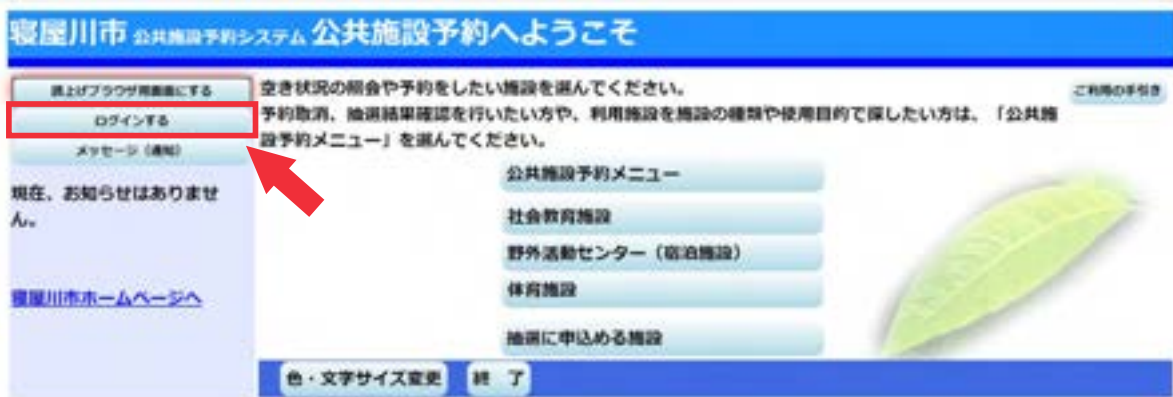 寝屋川市 公共施設予約システム 公共施設予約へようこそ
読上げブラウザ用画面にする
ログインする
メッセージ（通知）
現在、お知らせはありませ
ん。
寝屋川市ホームページへ
空き状況の照会や予約をしたい施設を選んでください。
予約取消、抽選結果確認を行いたい方や、利用施設を施設の種類や使用目的で探したい方は、「公共施
設予約メニュー」を選んでください。
ご利用の手引き
公共施設予約メニュー
社会教育施設
野外活動センター（宿泊施設）
体育施設
抽選に申込める施設
色・文字サイズ変更
終　了